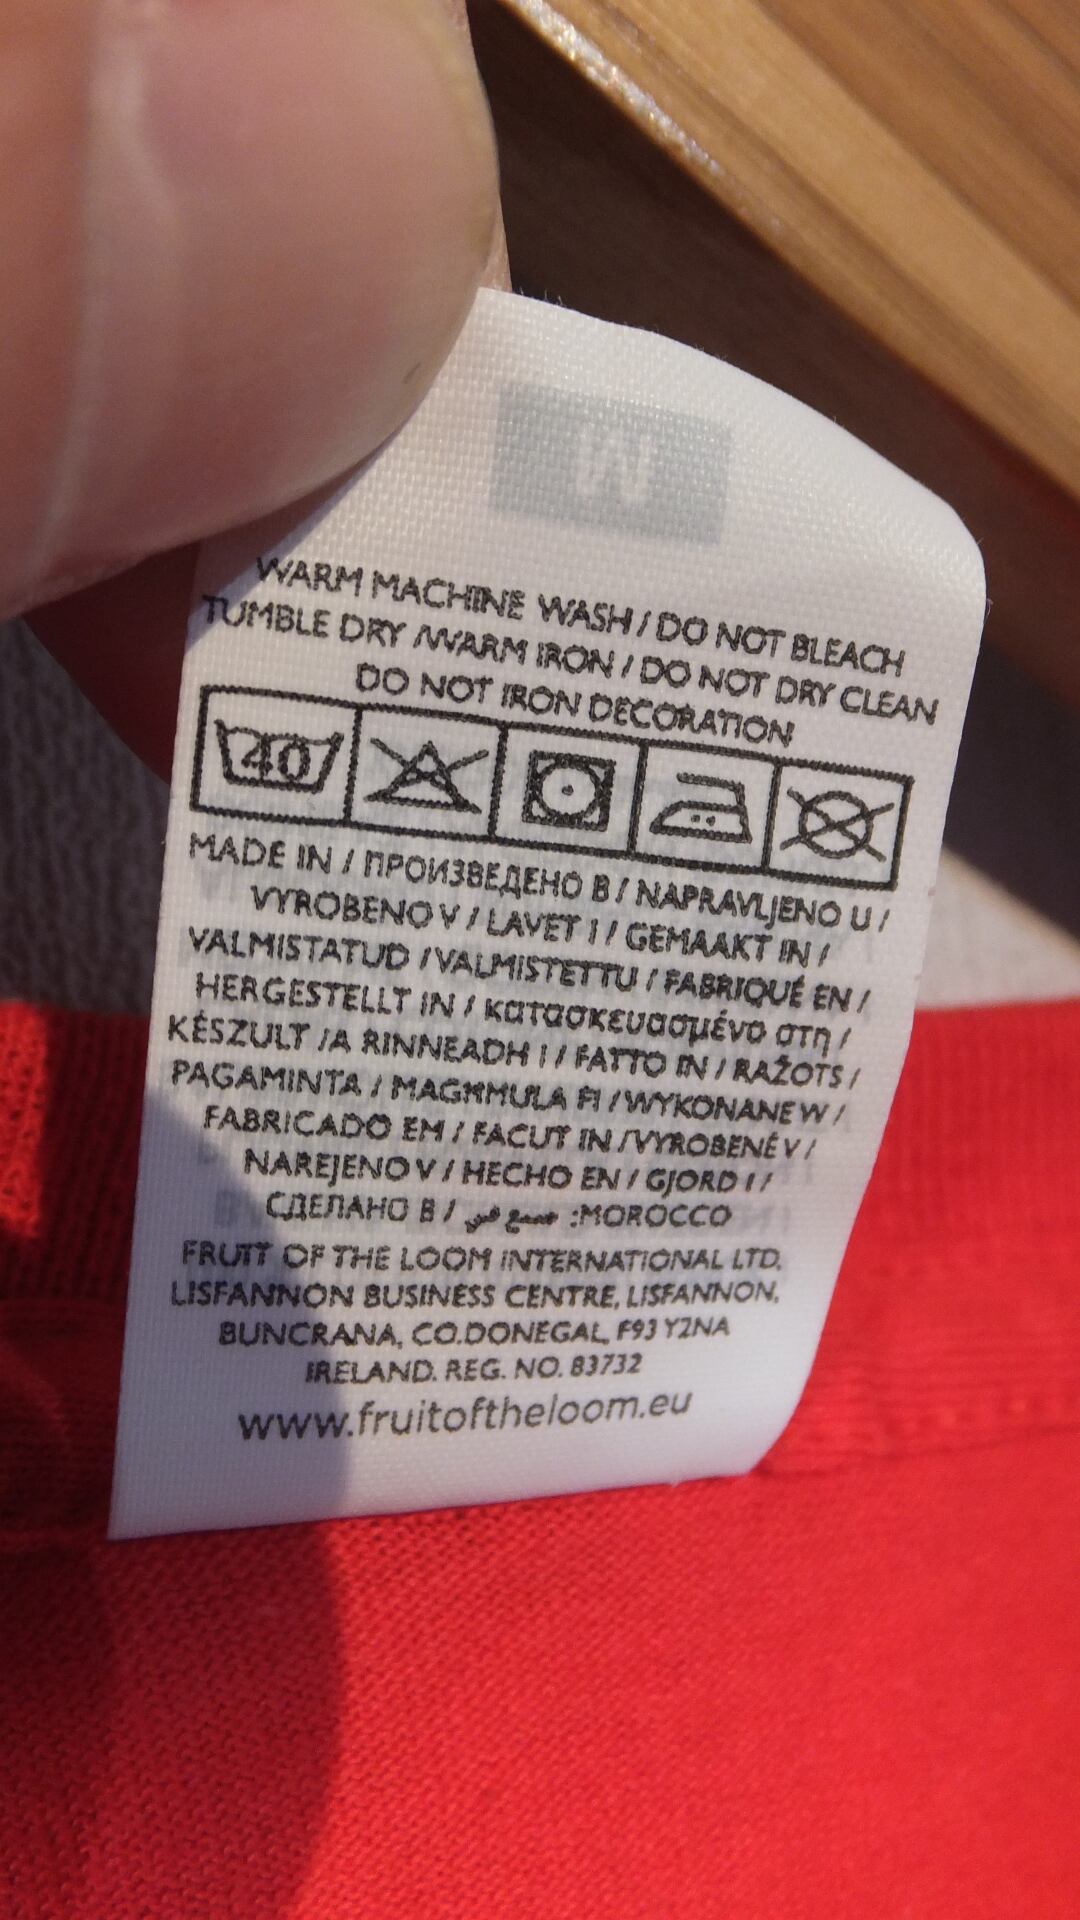 WARM MACHINE WASH / DO NOT BLEACH
TUMBLE DRY / WARM IRON / DO NOT DRY CLEAN
DO NOT IRON DECORATION
40
MADE IN / ПРОИЗВЕДЕНО В / NAPRAVLJENO U /
VYROBENO V / LAVET I / GEMAAKT IN /
VALMISTATUD / VALMISTETTU / FABRIQUÉ EN /
HERGESTELLT IN / κατασκευασμένο στη /
KÉSZULT / A RINNEADH I / FATTO IN / RAŽOTS /
PAGAMINTA / MAGĦMULA FI / WYKONANE W /
FABRICADO EM / FACUT IN / VYROBENÉ V /
NAREJENO V / HECHO EN / GJORD I /
СДЕЛАНО В / صنع في :MOROCCO
FRUIT OF THE LOOM INTERNATIONAL LTD.
LISFANNON BUSINESS CENTRE, LISFANNON,
BUNCRANA, CO.DONEGAL, F93 Y2NA
IRELAND. REG. NO. 83732
www.fruitoftheloom.eu